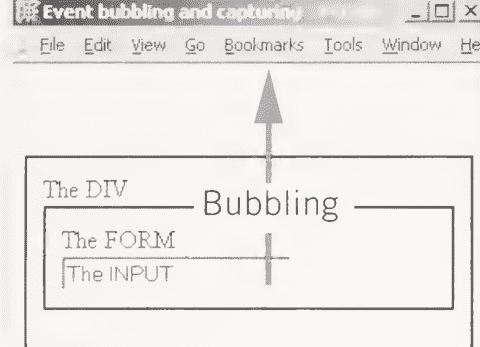 Event bubbling and capturing
File Edit View Go Bookmarks Tools Window He
The DIV
Bubbling
The FORM
The INPUT